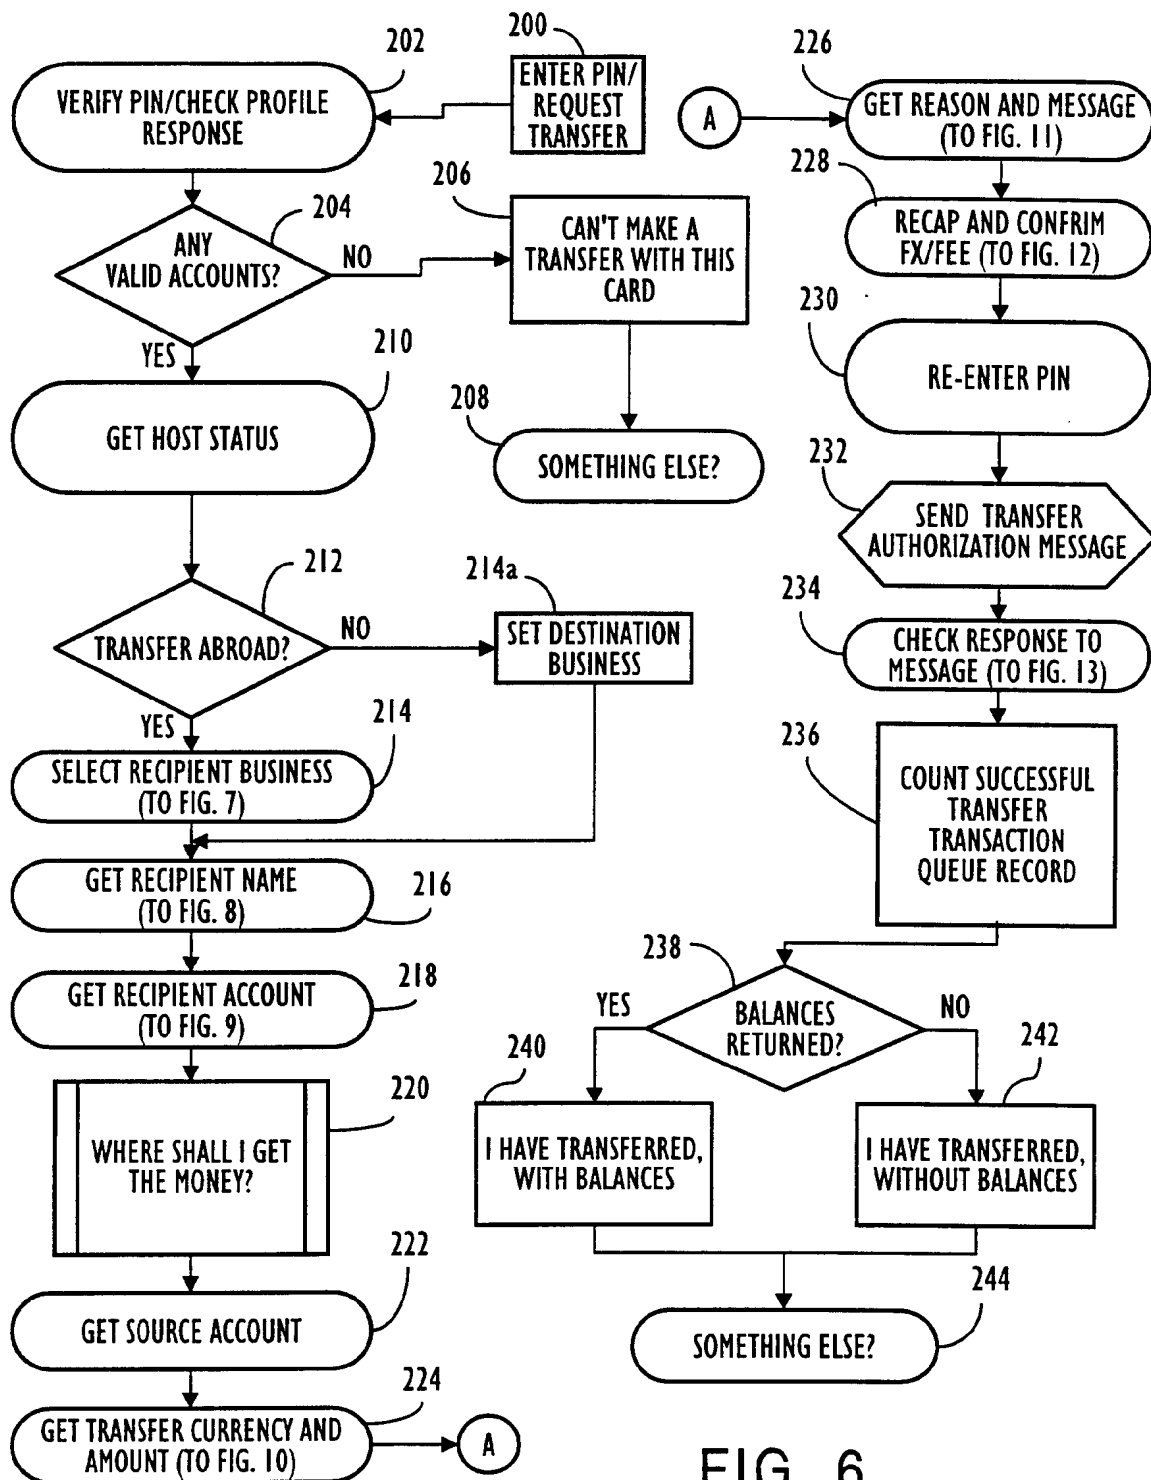 200
ENTER PIN/
REQUEST
TRANSFER
202
VERIFY PIN/CHECK PROFILE
RESPONSE
204
ANY
VALID ACCOUNTS?
NO
YES
206
CAN'T MAKE A
TRANSFER WITH THIS
CARD
208
SOMETHING ELSE?
210
GET HOST STATUS
212
TRANSFER ABROAD?
NO
YES
214a
SET DESTINATION
BUSINESS
214
SELECT RECIPIENT BUSINESS
(TO FIG. 7)
216
GET RECIPIENT NAME
(TO FIG. 8)
218
GET RECIPIENT ACCOUNT
(TO FIG. 9)
220
WHERE SHALL I GET
THE MONEY?
222
GET SOURCE ACCOUNT
224
GET TRANSFER CURRENCY AND
AMOUNT (TO FIG. 10)
A
A
226
GET REASON AND MESSAGE
(TO FIG. 11)
228
RECAP AND CONFRIM
FX/FEE (TO FIG. 12)
230
RE-ENTER PIN
232
SEND TRANSFER
AUTHORIZATION MESSAGE
234
CHECK RESPONSE TO
MESSAGE (TO FIG. 13)
236
COUNT SUCCESSFUL
TRANSFER
TRANSACTION
QUEUE RECORD
238
BALANCES
RETURNED?
YES
NO
240
I HAVE TRANSFERRED,
WITH BALANCES
242
I HAVE TRANSFERRED,
WITHOUT BALANCES
244
SOMETHING ELSE?
FIG. 6